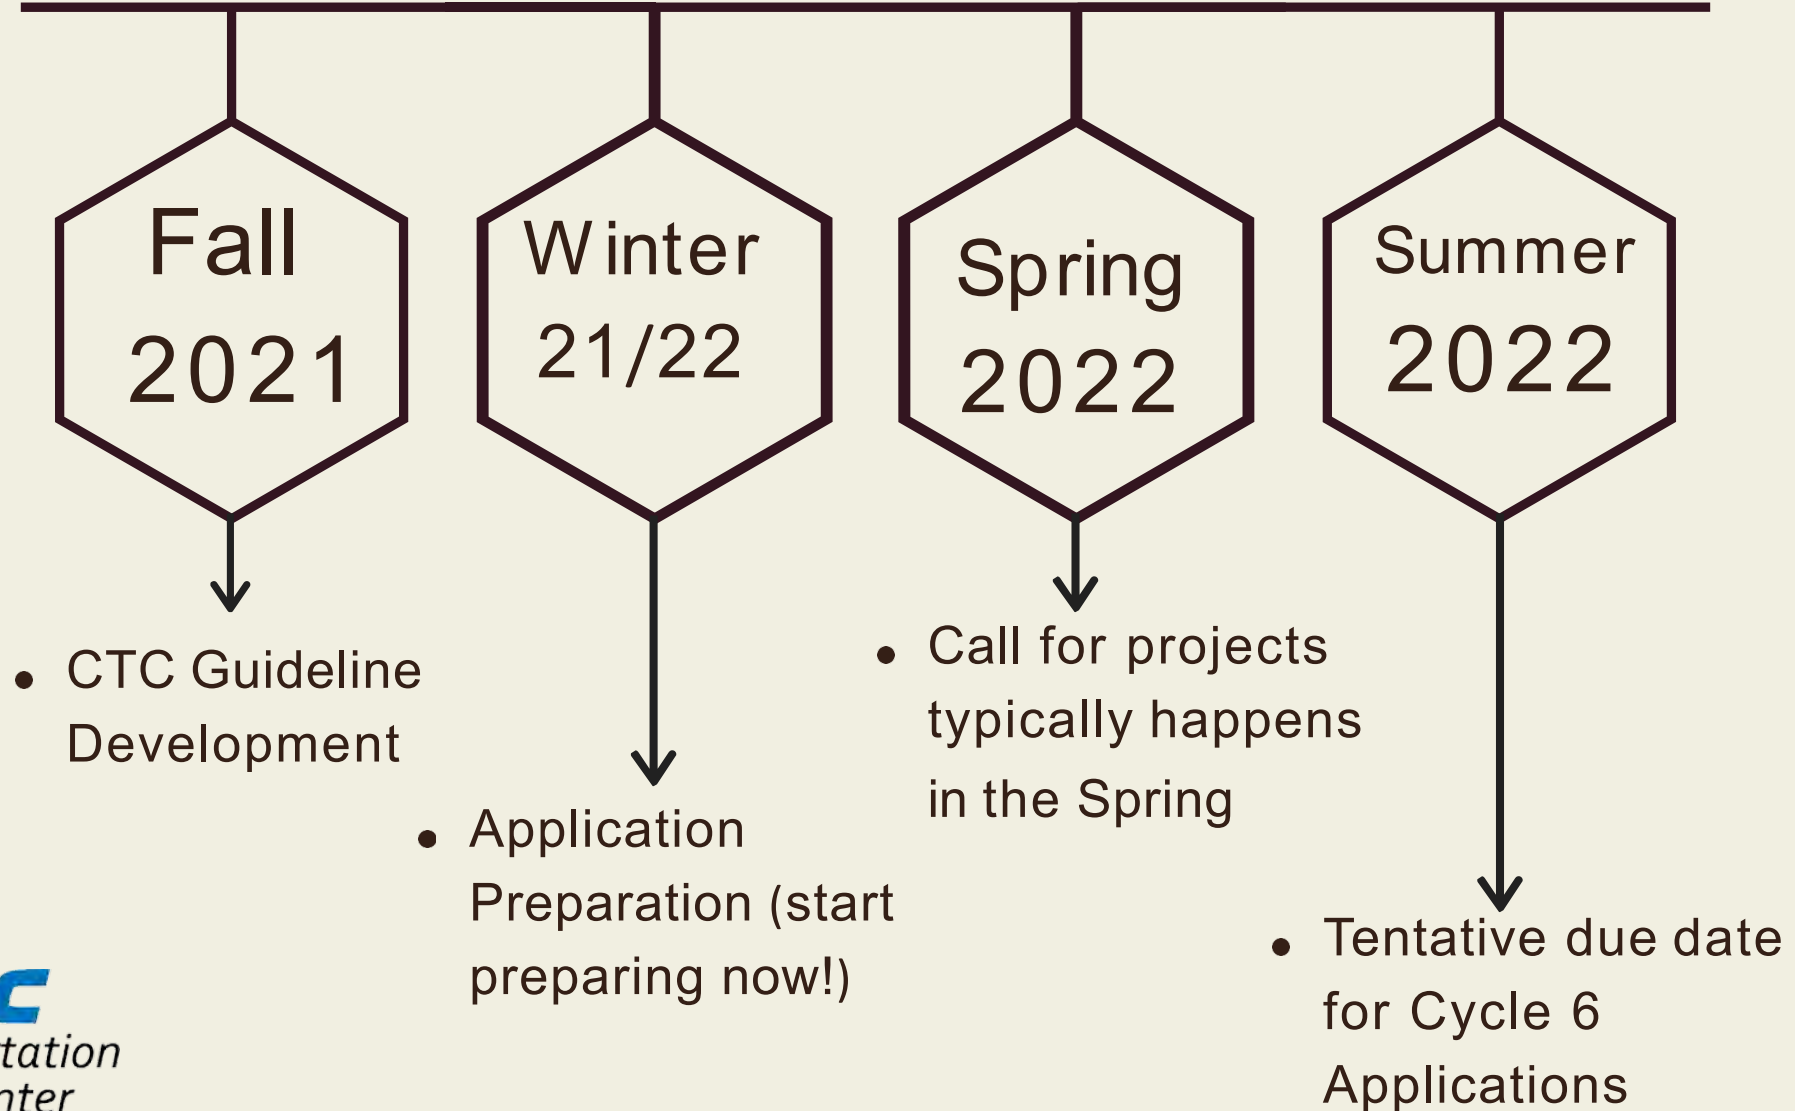 Fall
2021
Winter
21/22
Spring
2022
Summer
2022
• CTC Guideline
Development
• Application
Preparation (start
preparing now!)
• Call for projects
typically happens
in the Spring
• Tentative due date
for Cycle 6
Applications